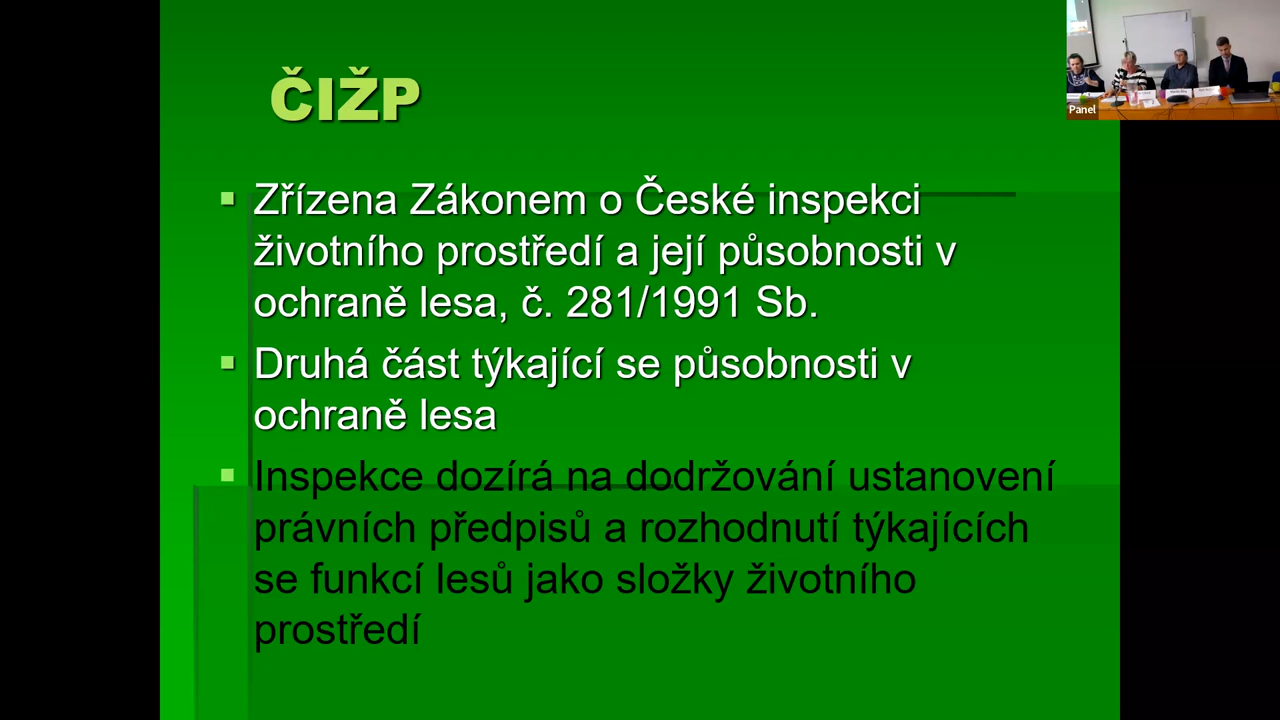 ČIŽP
Zřízena Zákonem o České inspekci
životního prostředí a její působnosti v
ochraně lesa, č. 281/1991 Sb.
Druhá část týkající se působnosti v
ochraně lesa
Inspekce dozírá na dodržování ustanovení
právních předpisů a rozhodnutí týkajících
se funkcí lesů jako složky životního
prostředí
Panel